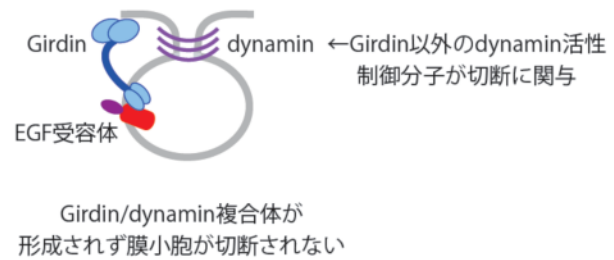 Girdin
dynamin ←Girdin以外のdynamin活性
制御分子が切断に関与
EGF受容体
Girdin/dynamin複合体が
形成されず膜小胞が切断されない